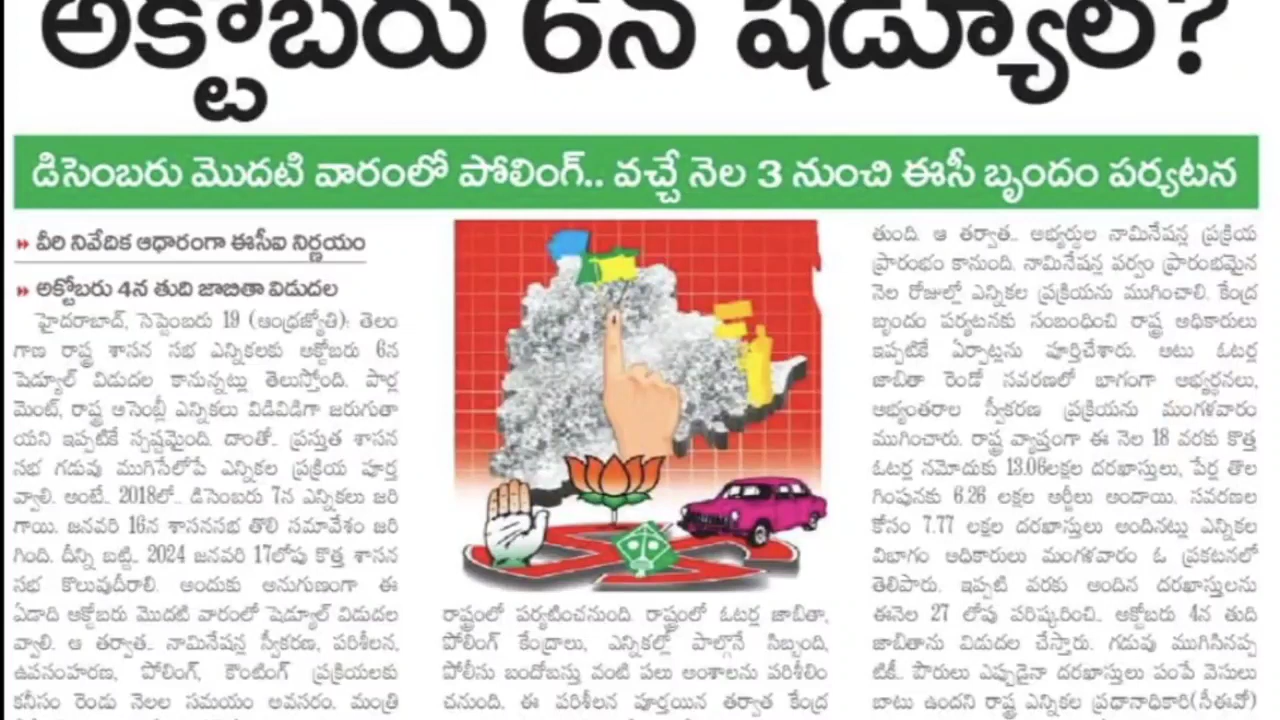 అక్టోబరు 6న షెడ్యూల్?
డిసెంబరు మొదటి వారంలో పోలింగ్.. వచ్చే నెల 3 నుంచి ఈసీ బృందం పర్యటన
» వీరి నివేదిక ఆధారంగా ఈసీఐ నిర్ణయం
» అక్టోబరు 4న తుది జాబితా విడుదల
హైదరాబాద్, సెప్టెంబరు 19 (ఆంధ్రజ్యోతి): తెలం
గాణ రాష్ట్ర శాసన సభ ఎన్నికలకు అక్టోబరు 6న
షెడ్యూల్ విడుదల కానున్నట్లు తెలుస్తోంది. పార్ల
మెంట్, రాష్ట్ర అసెంబ్లీ ఎన్నికలు విడివిడిగా జరుగుతా
యని ఇప్పటికే స్పష్టమైంది. దాంతో.. ప్రస్తుత శాసన
సభ గడువు ముగిసేలోపే ఎన్నికల ప్రక్రియ పూర్త
వ్వాలి. అంటే.. 2018లో.. డిసెంబరు 7న ఎన్నికలు జరి
గాయి. జనవరి 16న శాసనసభ తొలి సమావేశం జరి
గింది. దీన్ని బట్టి.. 2024 జనవరి 17లోపు కొత్త శాసన
సభ కొలువుదీరాలి. అందుకు అనుగుణంగా ఈ
ఏడాది అక్టోబరు మొదటి వారంలో షెడ్యూల్ విడుదల
వ్వాలి. ఆ తర్వాత.. నామినేషన్ల స్వీకరణ, పరిశీలన,
ఉపసంహరణ, పోలింగ్, కౌంటింగ్ ప్రక్రియలకు
కనీసం రెండు నెలల సమయం అవసరం. మంత్రి
రాష్ట్రంలో పర్యటించనుంది. రాష్ట్రంలో ఓటర్ల జాబితా,
పోలింగ్ కేంద్రాలు, ఎన్నికల్లో పాల్గొనే సిబ్బంది,
పోలీసు బందోబస్తు వంటి పలు అంశాలను పరిశీలిం
చనుంది. ఈ పరిశీలన పూర్తయిన తర్వాత కేంద్ర
తుంది. ఆ తర్వాత.. అభ్యర్థుల నామినేషన్ల ప్రక్రియ
ప్రారంభం కానుంది. నామినేషన్ల పర్వం ప్రారంభమైన
నెల రోజుల్లో ఎన్నికల ప్రక్రియను ముగించాలి. కేంద్ర
బృందం పర్యటనకు సంబంధించి రాష్ట్ర అధికారులు
ఇప్పటికే ఏర్పాట్లను పూర్తిచేశారు. అటు ఓటర్ల
జాబితా రెండో సవరణలో భాగంగా అభ్యర్థనలు,
అభ్యంతరాల స్వీకరణ ప్రక్రియను మంగళవారం
ముగించారు. రాష్ట్ర వ్యాప్తంగా ఈ నెల 18 వరకు కొత్త
ఓటర్ల నమోదుకు 13.06లక్షల దరఖాస్తులు, పేర్ల తొల
గింపునకు 6.26 లక్షల అర్జీలు అందాయి. సవరణల
కోసం 7.77 లక్షల దరఖాస్తులు అందినట్లు ఎన్నికల
విభాగం అధికారులు మంగళవారం ఓ ప్రకటనలో
తెలిపారు. ఇప్పటి వరకు అందిన దరఖాస్తులను
ఈనెల 27 లోపు పరిష్కరించి.. అక్టోబరు 4న తుది
జాబితాను విడుదల చేస్తారు. గడువు ముగిసినప్ప
టికీ.. పౌరులు ఎప్పుడైనా దరఖాస్తులు పంపే వెసులు
బాటు ఉందని రాష్ట్ర ఎన్నికల ప్రధానాధికారి(సీఈవో)